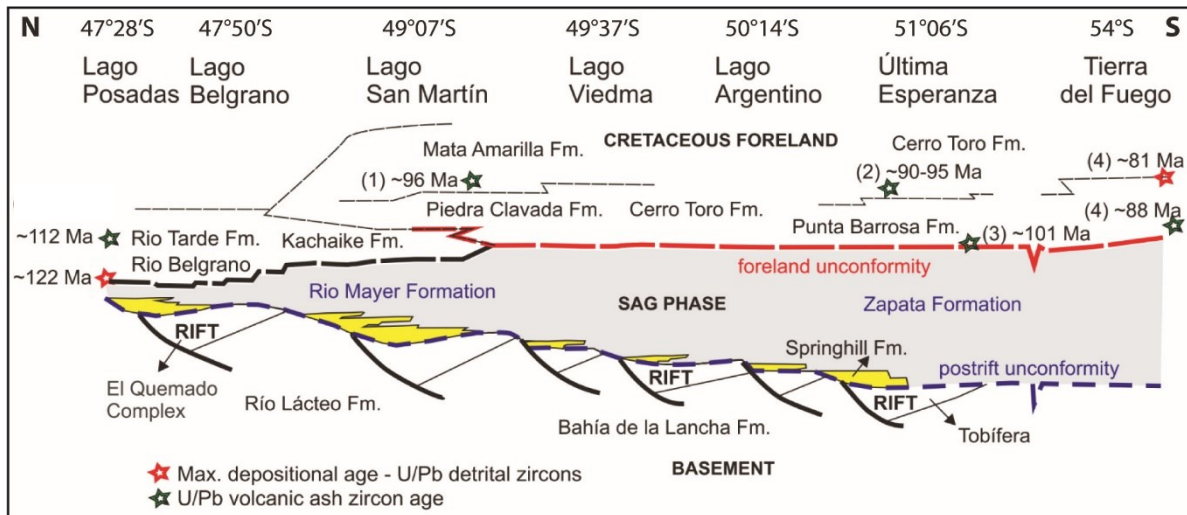 N 47°28'S 47°50'S 49°07'S 49°37'S 50°14'S 51°06'S 54°S S
Lago Posadas
Lago Belgrano
Lago San Martín
Lago Viedma
Lago Argentino
Última Esperanza
Tierra del Fuego
CRETACEOUS FORELAND
Mata Amarilla Fm.
Cerro Toro Fm.
(1) ~96 Ma
(2) ~90-95 Ma
(4) ~81 Ma
Piedra Clavada Fm.
Cerro Toro Fm.
Punta Barrosa Fm.
(4) ~88 Ma
(3) ~101 Ma
~112 Ma
Rio Tarde Fm.
Kachaike Fm.
Rio Belgrano
~122 Ma
foreland unconformity
Rio Mayer Formation
SAG PHASE
Zapata Formation
RIFT
Springhill Fm.
postrift unconformity
El Quemado
Complex
Río Lácteo Fm.
RIFT
RIFT
Bahía de la Lancha Fm.
Tobífera
BASEMENT
Max. depositional age - U/Pb detrital zircons
U/Pb volcanic ash zircon age